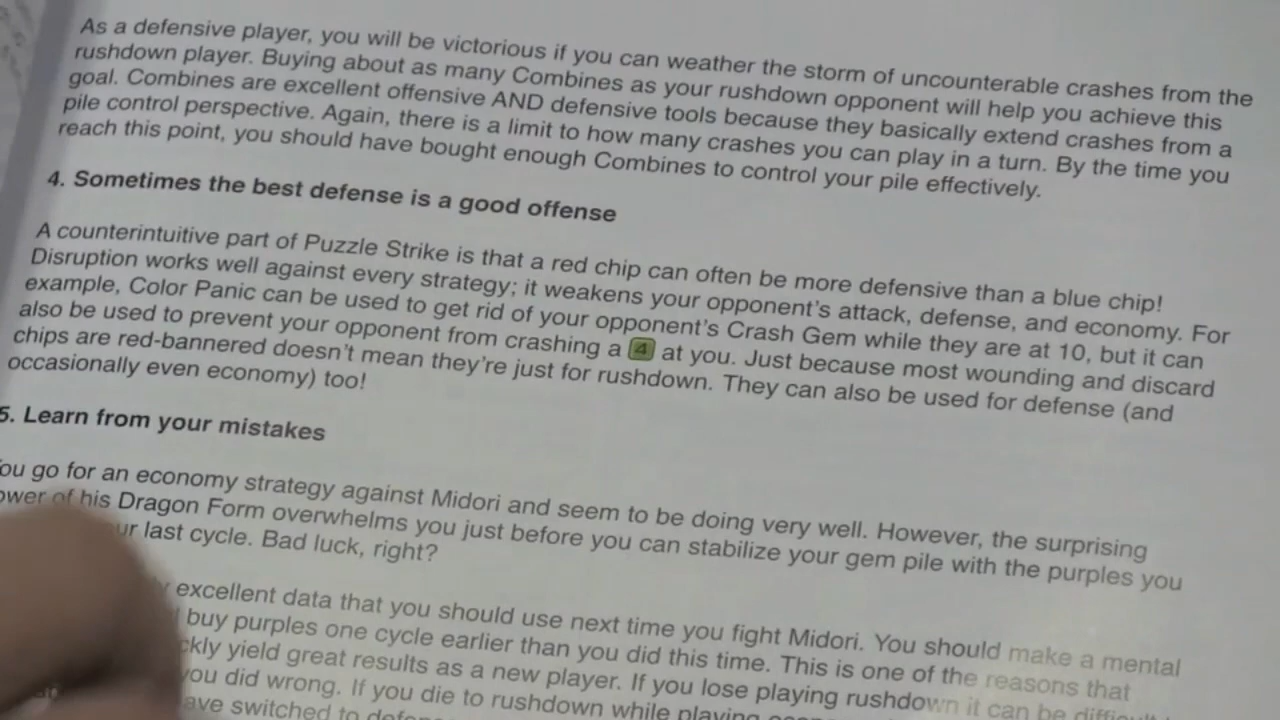 As a defensive player, you will be victorious if you can weather the storm of uncounterable crashes from the
rushdown player. Buying about as many Combines as your rushdown opponent will help you achieve this
goal. Combines are excellent offensive AND defensive tools because they basically extend crashes from a
pile control perspective. Again, there is a limit to how many crashes you can play in a turn. By the time you
reach this point, you should have bought enough Combines to control your pile effectively.
4. Sometimes the best defense is a good offense
A counterintuitive part of Puzzle Strike is that a red chip can often be more defensive than a blue chip!
Disruption works well against every strategy; it weakens your opponent's attack, defense, and economy. For
example, Color Panic can be used to get rid of your opponent's Crash Gem while they are at 10, but it can
also be used to prevent your opponent from crashing a 4 at you. Just because most wounding and discard
chips are red-bannered doesn't mean they're just for rushdown. They can also be used for defense (and
occasionally even economy) too!
5. Learn from your mistakes
you go for an economy strategy against Midori and seem to be doing very well. However, the surprising
of his Dragon Form overwhelms you just before you can stabilize your gem pile with the purples you
last cycle. Bad luck, right?
excellent data that you should use next time you fight Midori. You should make a mental
buy purples one cycle earlier than you did this time. This is one of the reasons that
yield great results as a new player. If you lose playing rushdown it can be
you did wrong. If you die to rushdown while playing
switched to